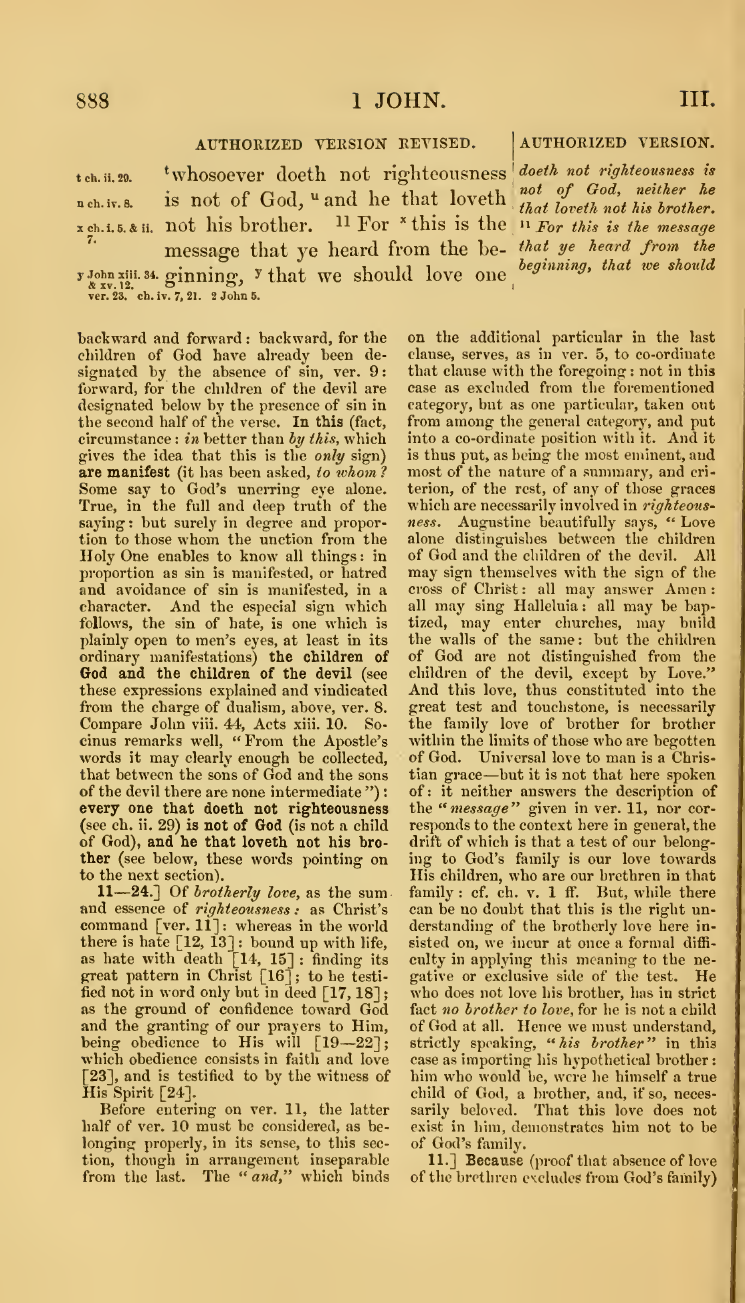 888
1 JOHN.
III.
AUTHORIZED VERSION REVISED.
t ch. ii. 29.
n ch. iv. 8.
x ch. i. 5. & ii.
7.
y John xiii. 34.
& xv. 12.
ver. 23. ch. iv. 7, 21. 2 John 5.
t whosoever doeth not righteousness
is not of God, u and he that loveth
not his brother. 11 For x this is the
message that ye heard from the be-
ginning, y that we should love one
AUTHORIZED VERSION.
doeth not righteousness is
not of God, neither he
that loveth not his brother.
11 For this is the message
that ye heard from the
beginning, that we should
backward and forward : backward, for the
children of God have already been de-
signated by the absence of sin, ver. 9 :
forward, for the children of the devil are
designated below by the presence of sin in
the second half of the verse. In this (fact,
circumstance : in better than by this, which
gives the idea that this is the only sign)
are manifest (it has been asked, to whom ?
Some say to God's unerring eye alone.
True, in the full and deep truth of the
saying : but surely in degree and propor-
tion to those whom the unction from the
Holy One enables to know all things : in
proportion as sin is manifested, or hatred
and avoidance of sin is manifested, in a
character. And the especial sign which
follows, the sin of hate, is one which is
plainly open to men's eyes, at least in its
ordinary manifestations) the children of
God and the children of the devil (see
these expressions explained and vindicated
from the charge of dualism, above, ver. 8.
Compare John viii. 44, Acts xiii. 10. So-
cinus remarks well, "From the Apostle's
words it may clearly enough be collected,
that between the sons of God and the sons
of the devil there are none intermediate ") :
every one that doeth not righteousness
(see ch. ii. 29) is not of God (is not a child
of God), and he that loveth not his bro-
ther (see below, these words pointing on
to the next section).
11—24.] Of brotherly love, as the sum
and essence of righteousness : as Christ's
command [ver. 11] : whereas in the world
there is hate [12, 13] : bound up with life,
as hate with death [14, 15] : finding its
great pattern in Christ [16] ; to be testi-
fied not in word only but in deed [17, 18] ;
as the ground of confidence toward God
and the granting of our prayers to Him,
being obedience to His will [19—22] ;
which obedience consists in faith and love
[23], and is testified to by the witness of
His Spirit [24].
Before entering on ver. 11, the latter
half of ver. 10 must be considered, as be-
longing properly, in its sense, to this sec-
tion, though in arrangement inseparable
from the last. The "and," which binds
on the additional particular in the last
clause, serves, as in ver. 5, to co-ordinate
that clause with the foregoing : not in this
case as excluded from the forementioned
category, but as one particular, taken out
from among the general category, and put
into a co-ordinate position with it. And it
is thus put, as being the most eminent, and
most of the nature of a summary, and cri-
terion, of the rest, of any of those graces
which are necessarily involved in righteous-
ness. Augustine beautifully says, "Love
alone distinguishes between the children
of God and the children of the devil. All
may sign themselves with the sign of the
cross of Christ : all may answer Amen :
all may sing Halleluia : all may be bap-
tized, may enter churches, may build
the walls of the same : but the children
of God are not distinguished from the
children of the devil, except by Love."
And this love, thus constituted into the
great test and touchstone, is necessarily
the family love of brother for brother
within the limits of those who are begotten
of God. Universal love to man is a Chris-
tian grace—but it is not that here spoken
of : it neither answers the description of
the "message" given in ver. 11, nor cor-
responds to the context here in general, the
drift of which is that a test of our belong-
ing to God's family is our love towards
His children, who are our brethren in that
family : cf. ch. v. 1 ff. But, while there
can be no doubt that this is the right un-
derstanding of the brotherly love here in-
sisted on, we incur at once a formal diffi-
culty in applying this meaning to the ne-
gative or exclusive side of the test. He
who does not love his brother, has in strict
fact no brother to love, for he is not a child
of God at all. Hence we must understand,
strictly speaking, "his brother" in this
case as importing his hypothetical brother :
him who would be, were he himself a true
child of God, a brother, and, if so, neces-
sarily beloved. That this love does not
exist in him, demonstrates him not to be
of God's family.
11.] Because (proof that absence of love
of the brethren excludes from God's family)